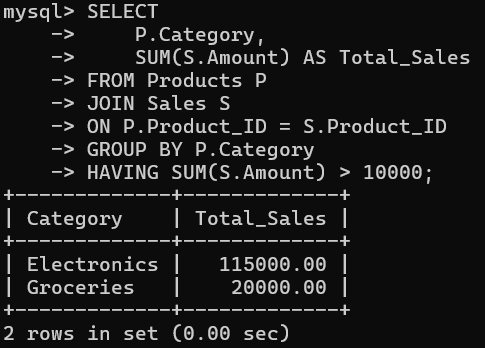 mysql> SELECT
    ->     P.Category,
    ->     SUM(S.Amount) AS Total_Sales
    -> FROM Products P
    -> JOIN Sales S
    -> ON P.Product_ID = S.Product_ID
    -> GROUP BY P.Category
    -> HAVING SUM(S.Amount) > 10000;
+-------------+-------------+
| Category    | Total_Sales |
+-------------+-------------+
| Electronics |   115000.00 |
| Groceries   |    20000.00 |
+-------------+-------------+
2 rows in set (0.00 sec)